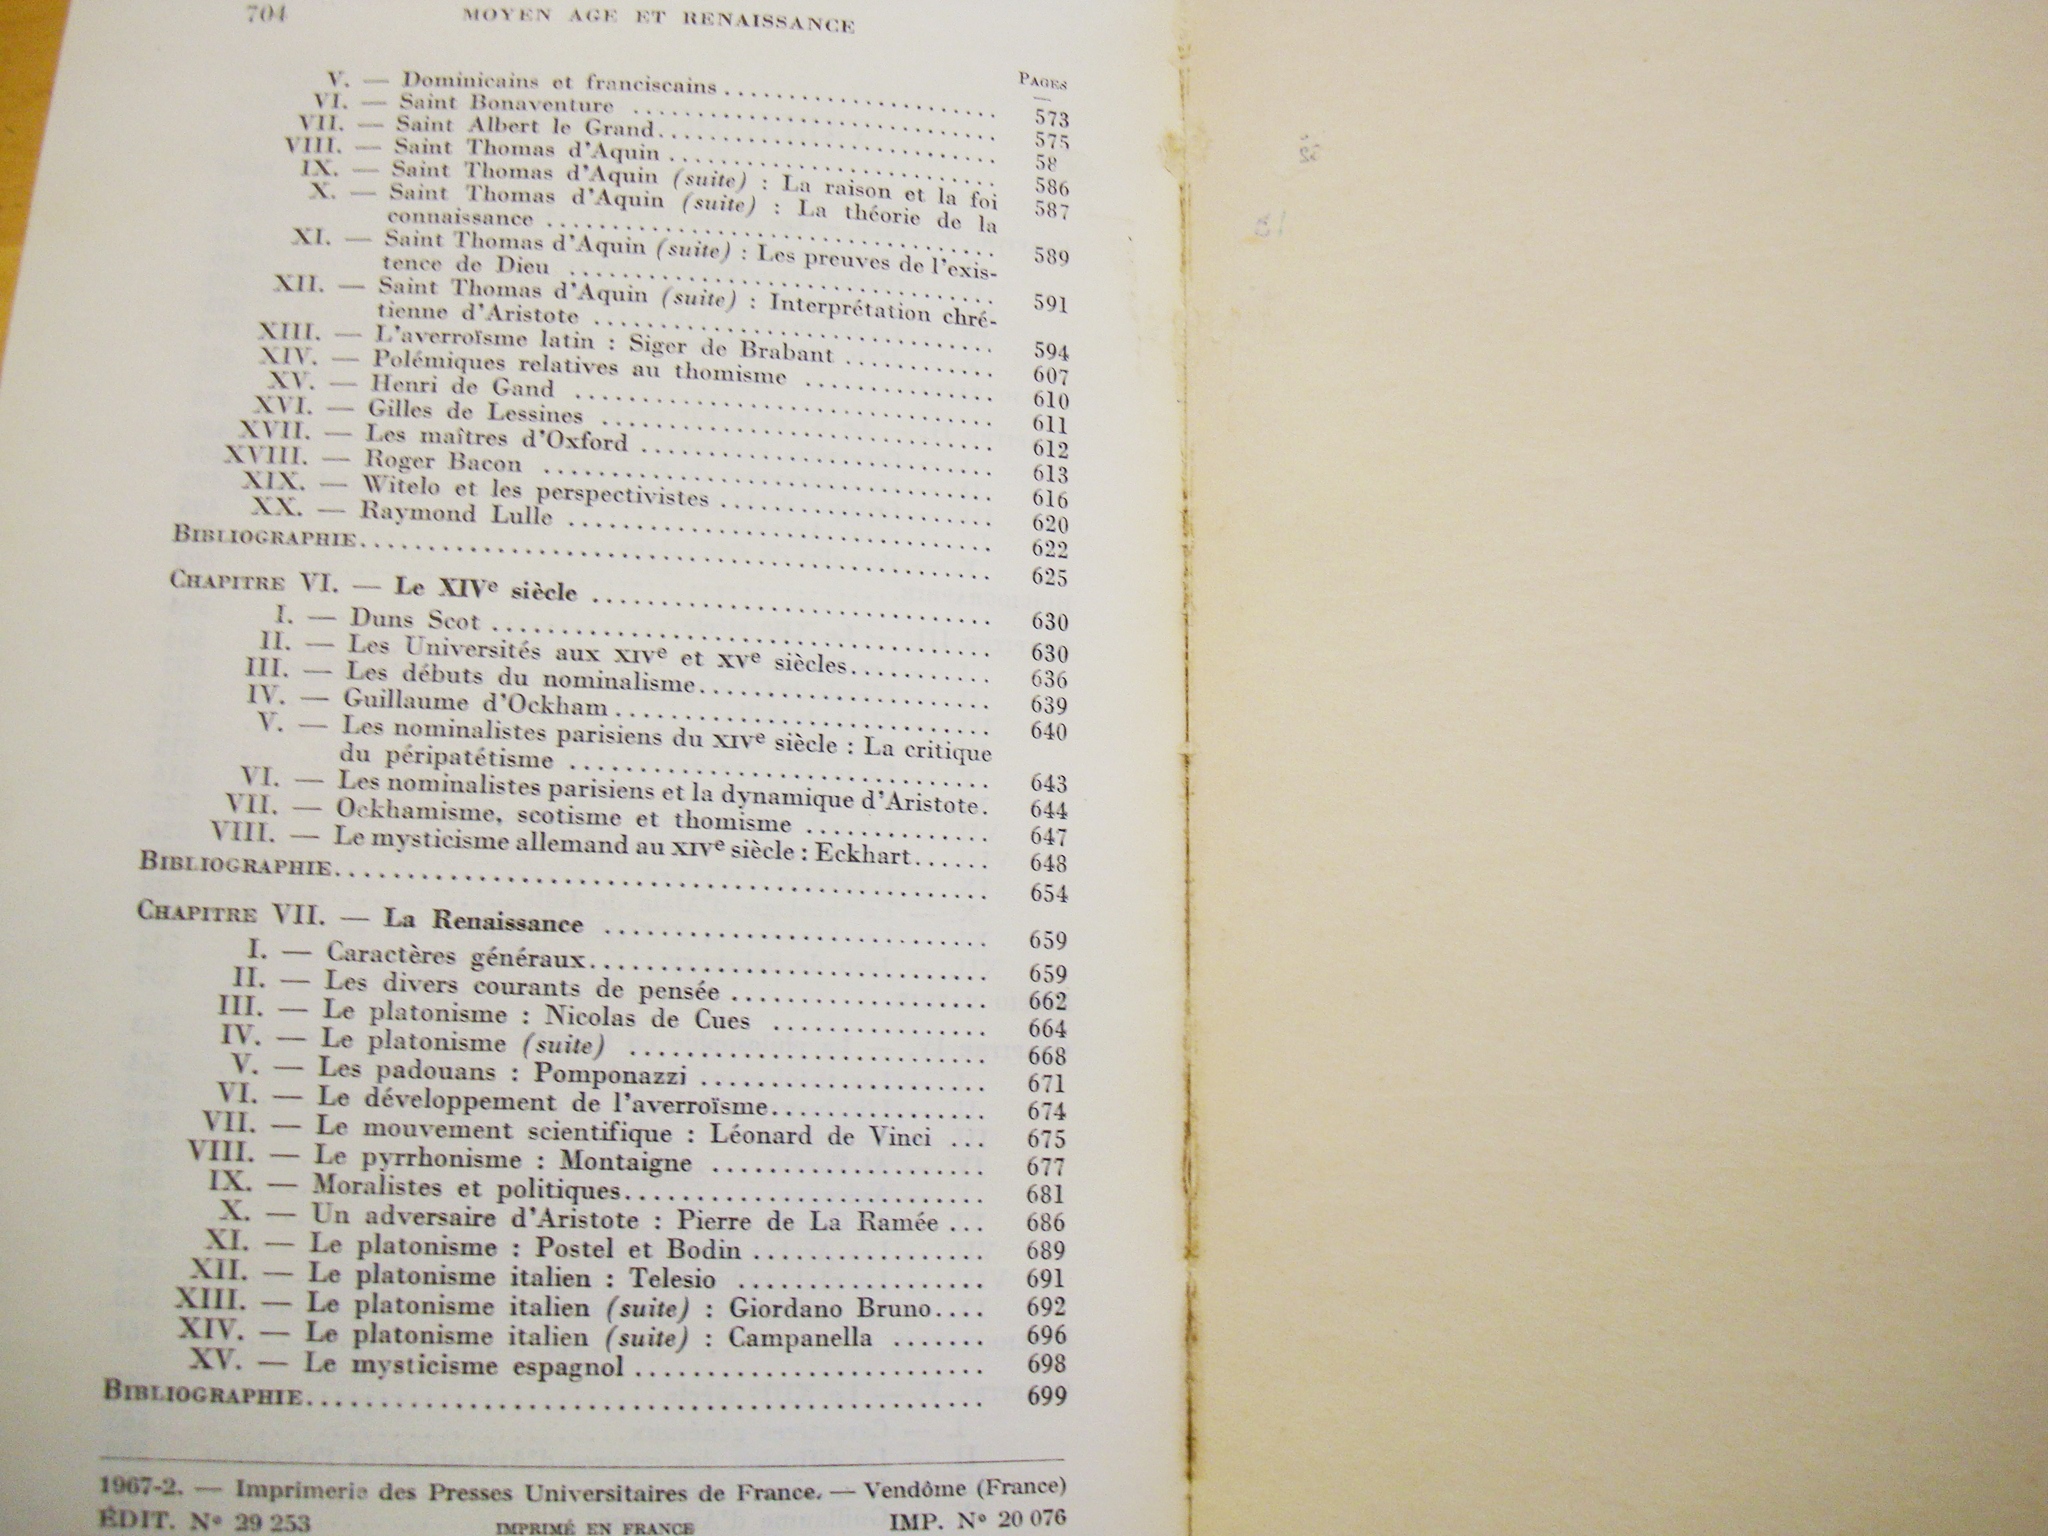 704 MOYEN AGE ET RENAISSANCE
PAGES
V. — Dominicains et franciscains .......................... 573
VI. — Saint Bonaventure .......................... 575
VII. — Saint Albert le Grand.......................... 58
VIII. — Saint Thomas d'Aquin .......................... 586
IX. — Saint Thomas d'Aquin (suite) : La raison et la foi 587
X. — Saint Thomas d'Aquin (suite) : La théorie de la
connaissance .......................... 589
XI. — Saint Thomas d'Aquin (suite) : Les preuves de l'exis-
tence de Dieu .......................... 591
XII. — Saint Thomas d'Aquin (suite) : Interprétation chré-
tienne d'Aristote .......................... 594
XIII. — L'averroïsme latin : Siger de Brabant ........... 607
XIV. — Polémiques relatives au thomisme .............. 610
XV. — Henri de Gand .......................... 611
XVI. — Gilles de Lessines .......................... 612
XVII. — Les maîtres d'Oxford .......................... 613
XVIII. — Roger Bacon .......................... 616
XIX. — Witelo et les perspectivistes .................... 620
XX. — Raymond Lulle .......................... 622
BIBLIOGRAPHIE.......................... 625
CHAPITRE VI. — Le XIVe siècle .......................... 630
I. — Duns Scot .......................... 630
II. — Les Universités aux XIVe et XVe siècles........... 636
III. — Les débuts du nominalisme...................... 639
IV. — Guillaume d'Ockham .......................... 640
V. — Les nominalistes parisiens du XIVe siècle : La critique
du péripatétisme .......................... 643
VI. — Les nominalistes parisiens et la dynamique d'Aristote. 644
VII. — Ockhamisme, scotisme et thomisme .............. 647
VIII. — Le mysticisme allemand au XIVe siècle : Eckhart...... 648
BIBLIOGRAPHIE.......................... 654
CHAPITRE VII. — La Renaissance .......................... 659
I. — Caractères généraux.......................... 659
II. — Les divers courants de pensée ................... 662
III. — Le platonisme : Nicolas de Cues ................ 664
IV. — Le platonisme (suite) .......................... 668
V. — Les padouans : Pomponazzi ..................... 671
VI. — Le développement de l'averroïsme................ 674
VII. — Le mouvement scientifique : Léonard de Vinci ... 675
VIII. — Le pyrrhonisme : Montaigne .................... 677
IX. — Moralistes et politiques.......................... 681
X. — Un adversaire d'Aristote : Pierre de La Ramée ... 686
XI. — Le platonisme : Postel et Bodin ................. 689
XII. — Le platonisme italien : Telesio .................. 691
XIII. — Le platonisme italien (suite) : Giordano Bruno.... 692
XIV. — Le platonisme italien (suite) : Campanella ....... 696
XV. — Le mysticisme espagnol ......................... 698
BIBLIOGRAPHIE.......................... 699
1967-2. — Imprimerie des Presses Universitaires de France. — Vendôme (France)
ÉDIT. N° 29 253 IMPRIMÉ EN FRANCE IMP. N° 20 076